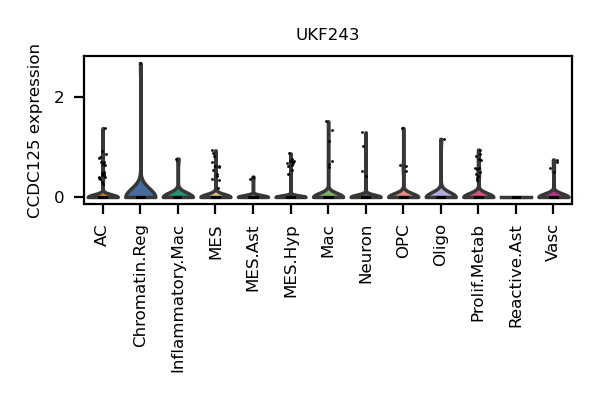 UKF243
CCDC125 expression
2
0
AC
Chromatin.Reg
Inflammatory.Mac
MES
MES.Ast
MES.Hyp
Mac
Neuron
OPC
Oligo
Prolif.Metab
Reactive.Ast
Vasc